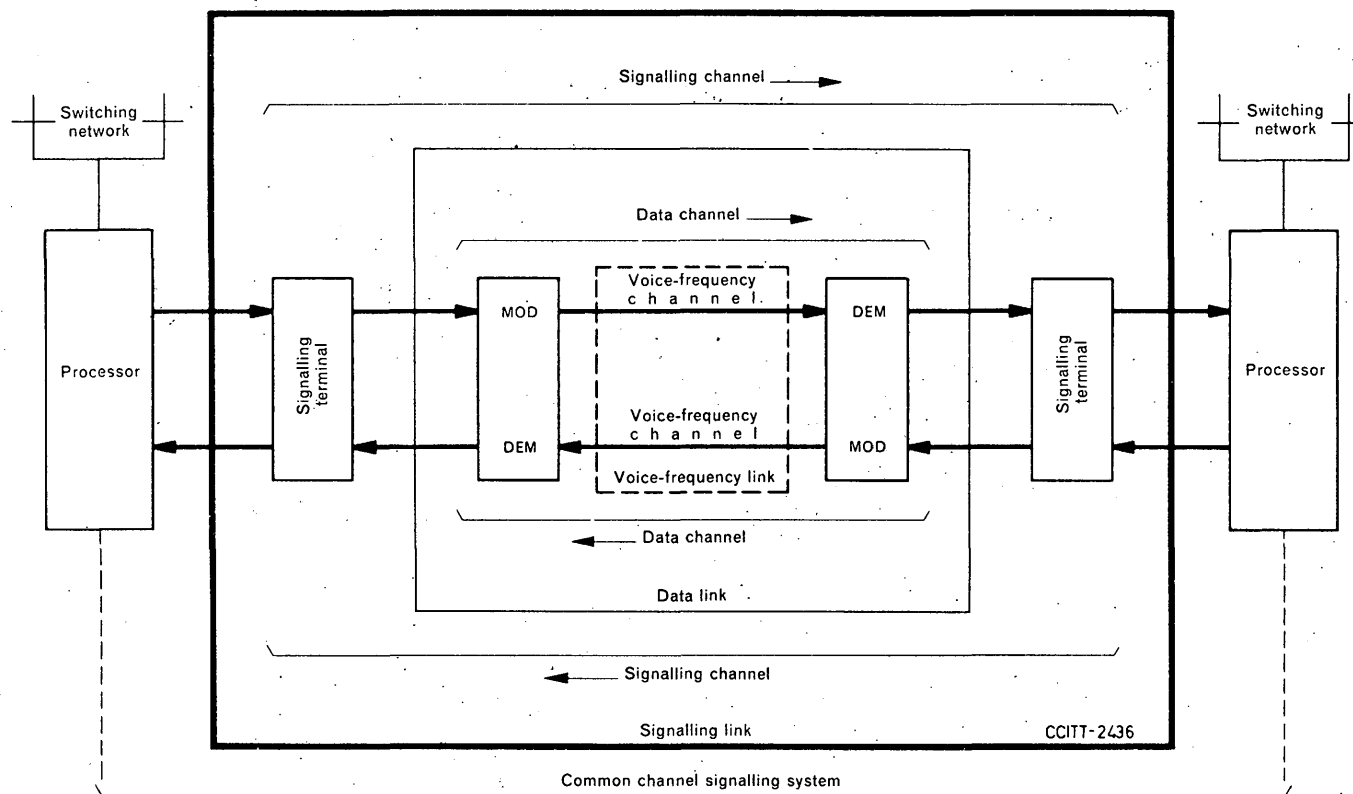 Signalling channel
Switching
network
Switching
network
Data channel
Voice-frequency
channel
MOD
DEM
Processor
Signalling
terminal
Signalling
terminal
Processor
Voice-frequency
channel
DEM
MOD
Voice-frequency link
Data channel
Data link
Signalling channel
Signalling link
CCITT-2436
Common channel signalling system